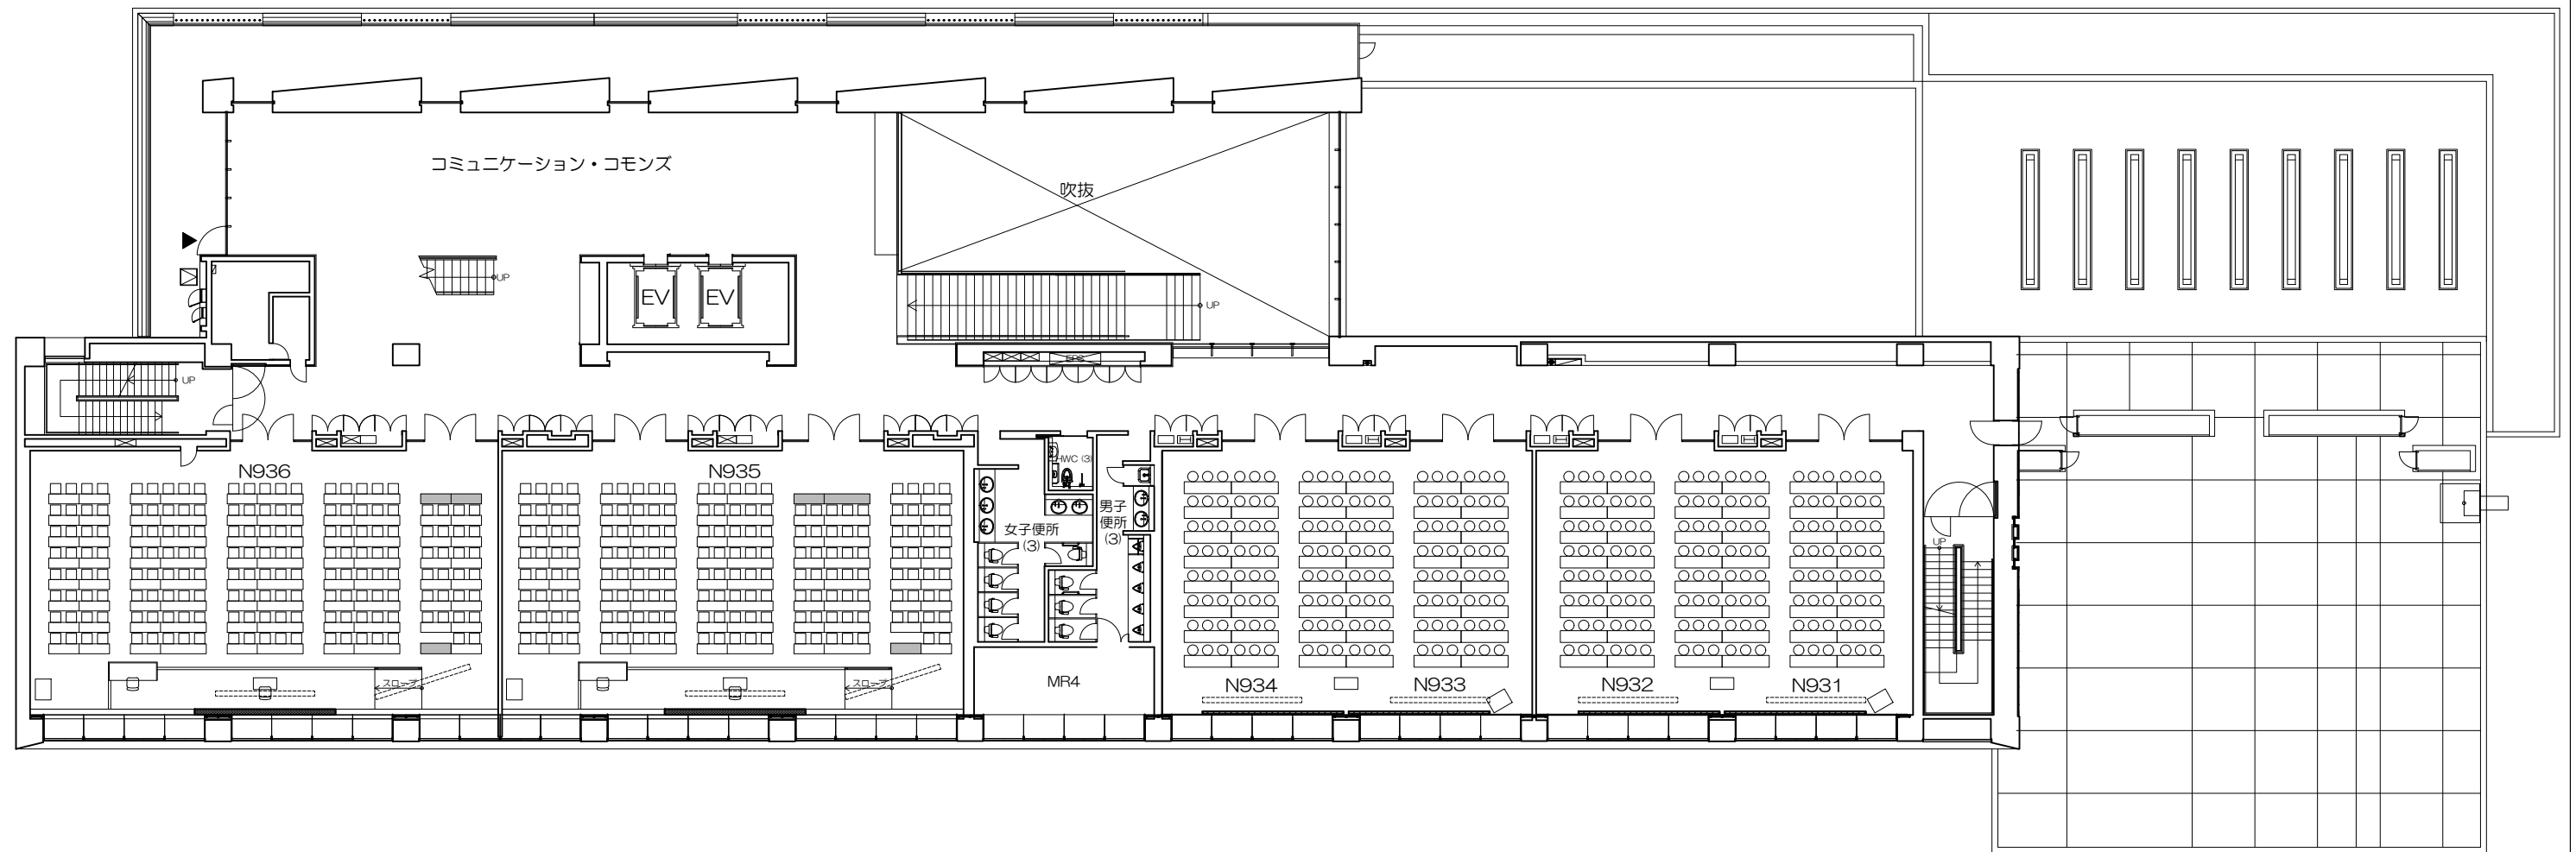 コミュニケーション・コモンズ
吹抜
UP
EV
EV
UP
EPS
UP
N936
N935
HWC (3)
男子
便所
(3)
女子便所
(3)
UP
スロープ
スロープ
MR4
N934
N933
N932
N931